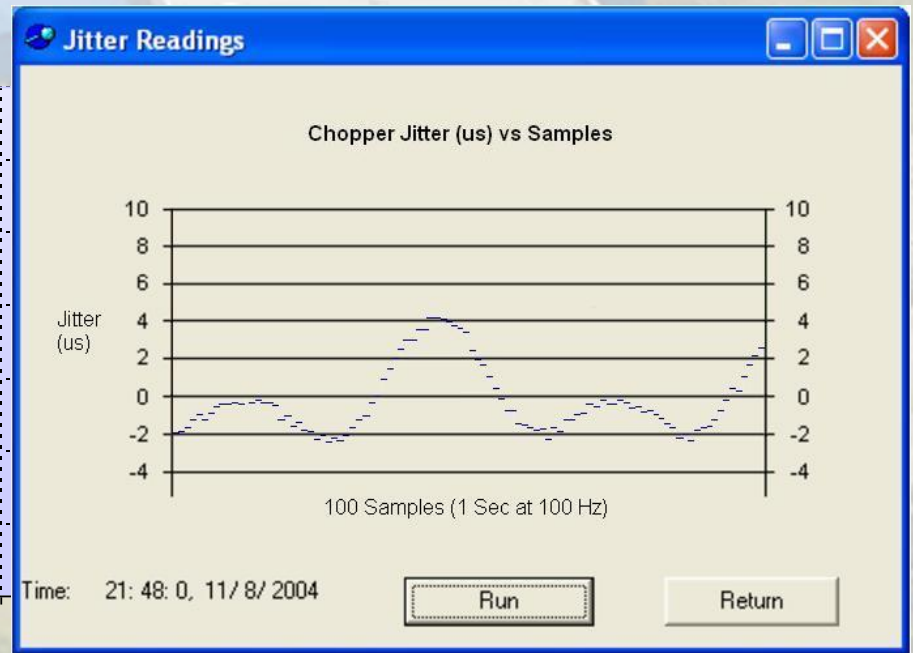 Jitter Readings
Chopper Jitter (us) vs Samples
10 10
8 8
6 6
Jitter
(us)
4 4
2 2
0 0
-2 -2
-4 -4
100 Samples (1 Sec at 100 Hz)
Time: 21: 48: 0, 11/ 8/ 2004
Run
Return